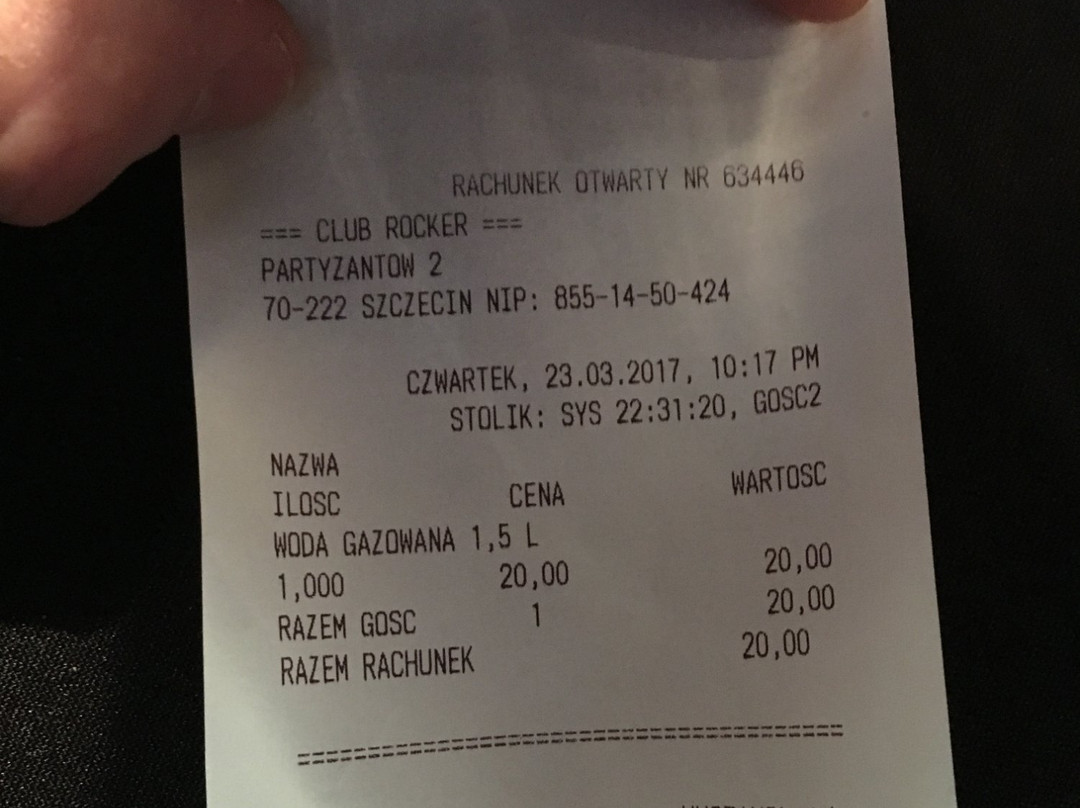 RACHUNEK OTWARTY NR 634446
=== CLUB ROCKER ===
PARTYZANTOW 2
70-222 SZCZECIN NIP: 855-14-50-424
CZWARTEK, 23.03.2017, 10:17 PM
STOLIK: SYS 22:31:20, GOSC2
NAZWA
ILOSC CENA WARTOSC
WODA GAZOWANA 1,5 L
1,000 20,00 20,00
RAZEM GOSC 1 20,00
RAZEM RACHUNEK 20,00
========================================